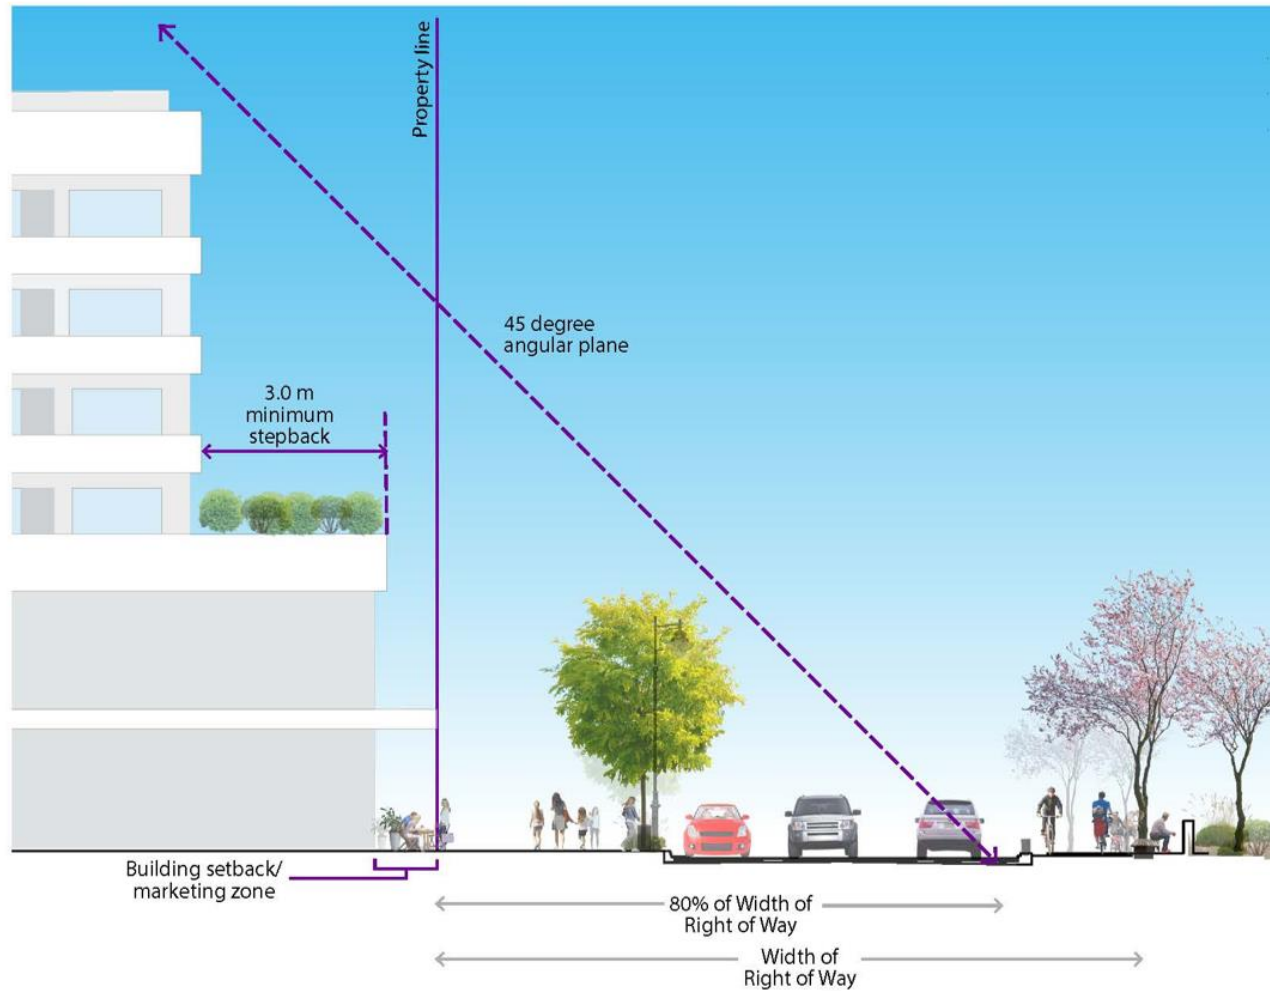 Property line
45 degree
angular plane
3.0 m
minimum
stepback
Building setback/
marketing zone
80% of Width of
Right of Way
Width of
Right of Way